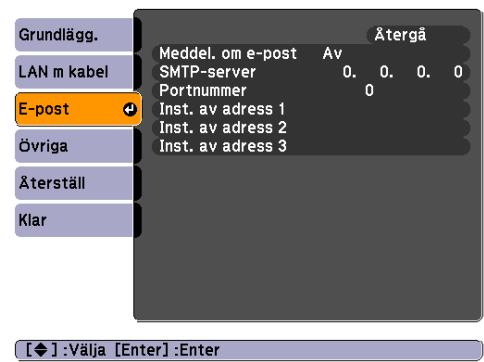 Grundlägg.
LAN m kabel
E-post
Övriga
Återställ
Klar
Återgå
Meddel. om e-post Av
SMTP-server 0. 0. 0. 0
Portnummer 0
Inst. av adress 1
Inst. av adress 2
Inst. av adress 3
[◆] :Välja [Enter] :Enter